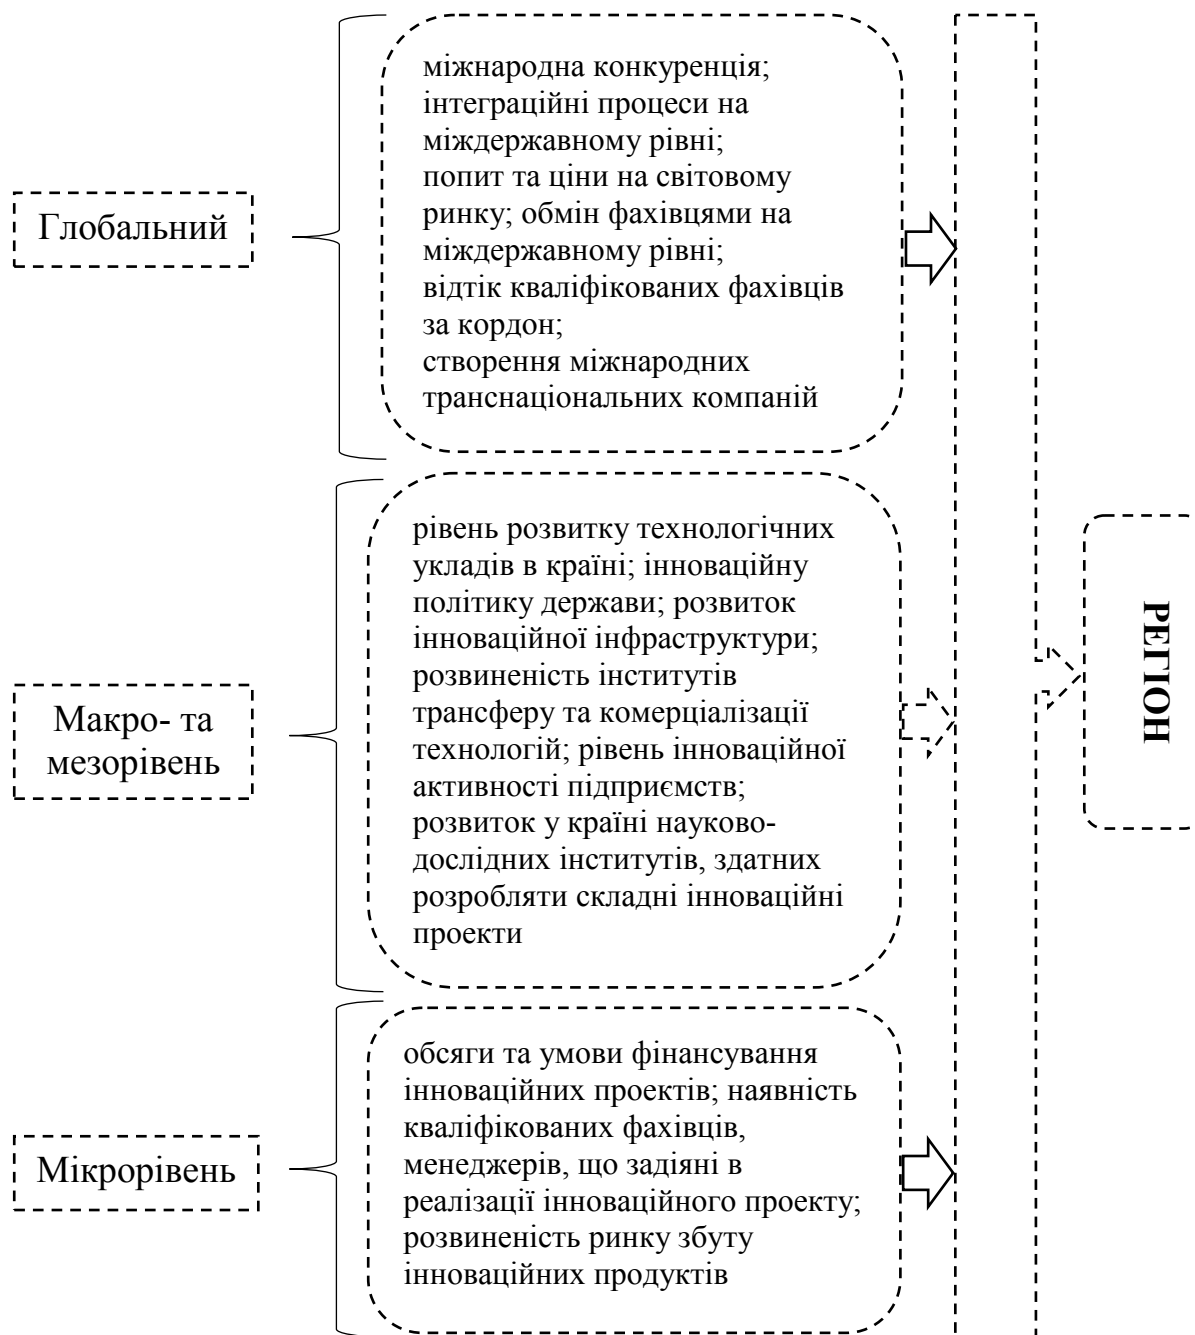 Глобальний
міжнародна конкуренція;
інтеграційні процеси на
міждержавному рівні;
попит та ціни на світовому
ринку; обмін фахівцями на
міждержавному рівні;
відтік кваліфікованих фахівців
за кордон;
створення міжнародних
транснаціональних компаній
Макро- та
мезорівень
рівень розвитку технологічних
укладів в країні; інноваційну
політику держави; розвиток
інноваційної інфраструктури;
розвиненість інститутів
трансферу та комерціалізації
технологій; рівень інноваційної
активності підприємств;
розвиток у країні науково-
дослідних інститутів, здатних
розробляти складні інноваційні
проекти
Мікрорівень
обсяги та умови фінансування
інноваційних проектів; наявність
кваліфікованих фахівців,
менеджерів, що задіяні в
реалізації інноваційного проекту;
розвиненість ринку збуту
інноваційних продуктів
РЕГІОН